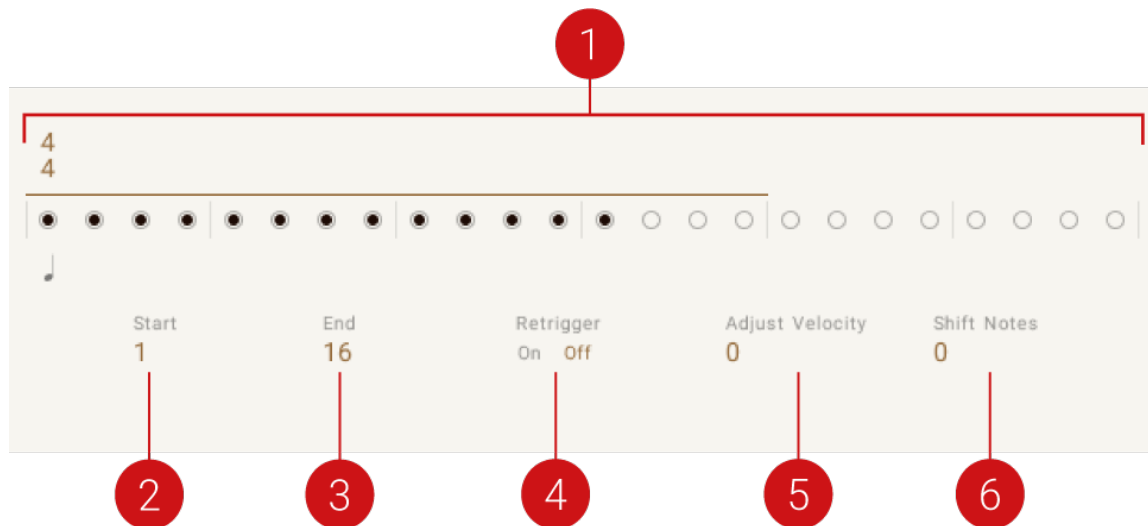 1
4
4
Start End Retrigger Adjust Velocity Shift Notes
1 16 On Off 0 0
2 3 4 5 6